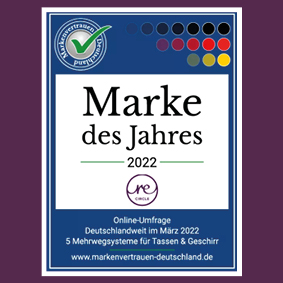 Markenvertrauen
Deutschland
Marke
des Jahres
2022
re
CIRCLE
Online-Umfrage
Deutschlandweit im März 2022
5 Mehrwegsysteme für Tassen & Geschirr
www.markenvertrauen-deutschland.de